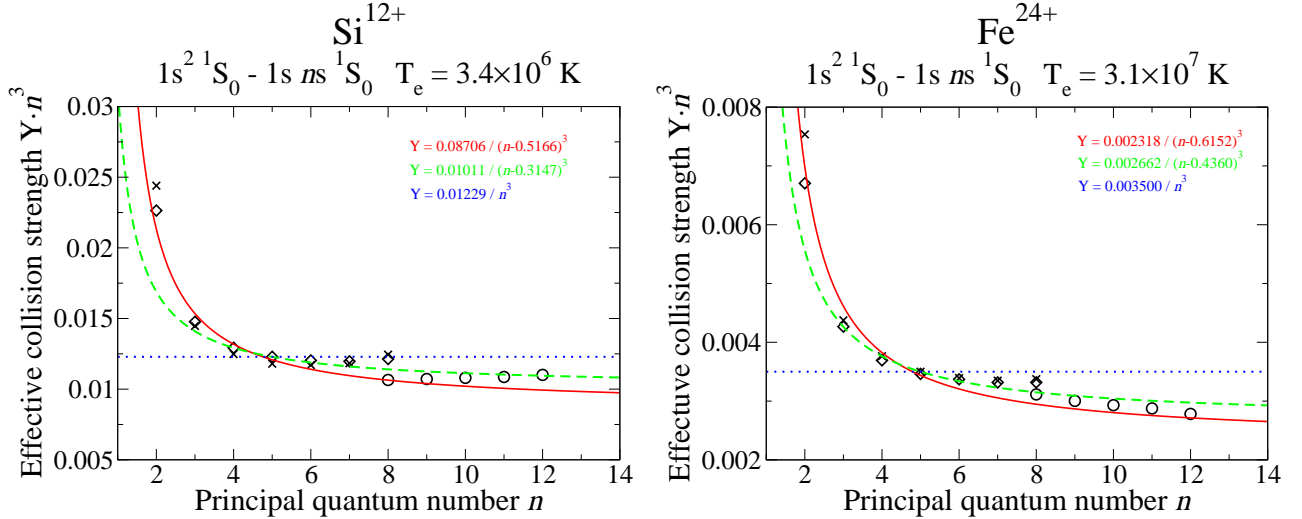 Si¹²⁺
1s² ¹S₀ - 1s ns ¹S₀ Tₑ = 3.4×10⁶ K
Effective collision strength Υ·n³
0.03
0.025
0.02
0.015
0.01
0.005
Υ = 0.08706 / (n-0.5166)³
Υ = 0.01011 / (n-0.3147)³
Υ = 0.01229 / n³
2 4 6 8 10 12 14
Principal quantum number n
Fe²⁴⁺
1s² ¹S₀ - 1s ns ¹S₀ Tₑ = 3.1×10⁷ K
Effectuve collision strength Υ·n³
0.008
0.006
0.004
0.002
Υ = 0.002318 / (n-0.6152)³
Υ = 0.002662 / (n-0.4360)³
Υ = 0.003500 / n³
2 4 6 8 10 12 14
Principal quantum number n